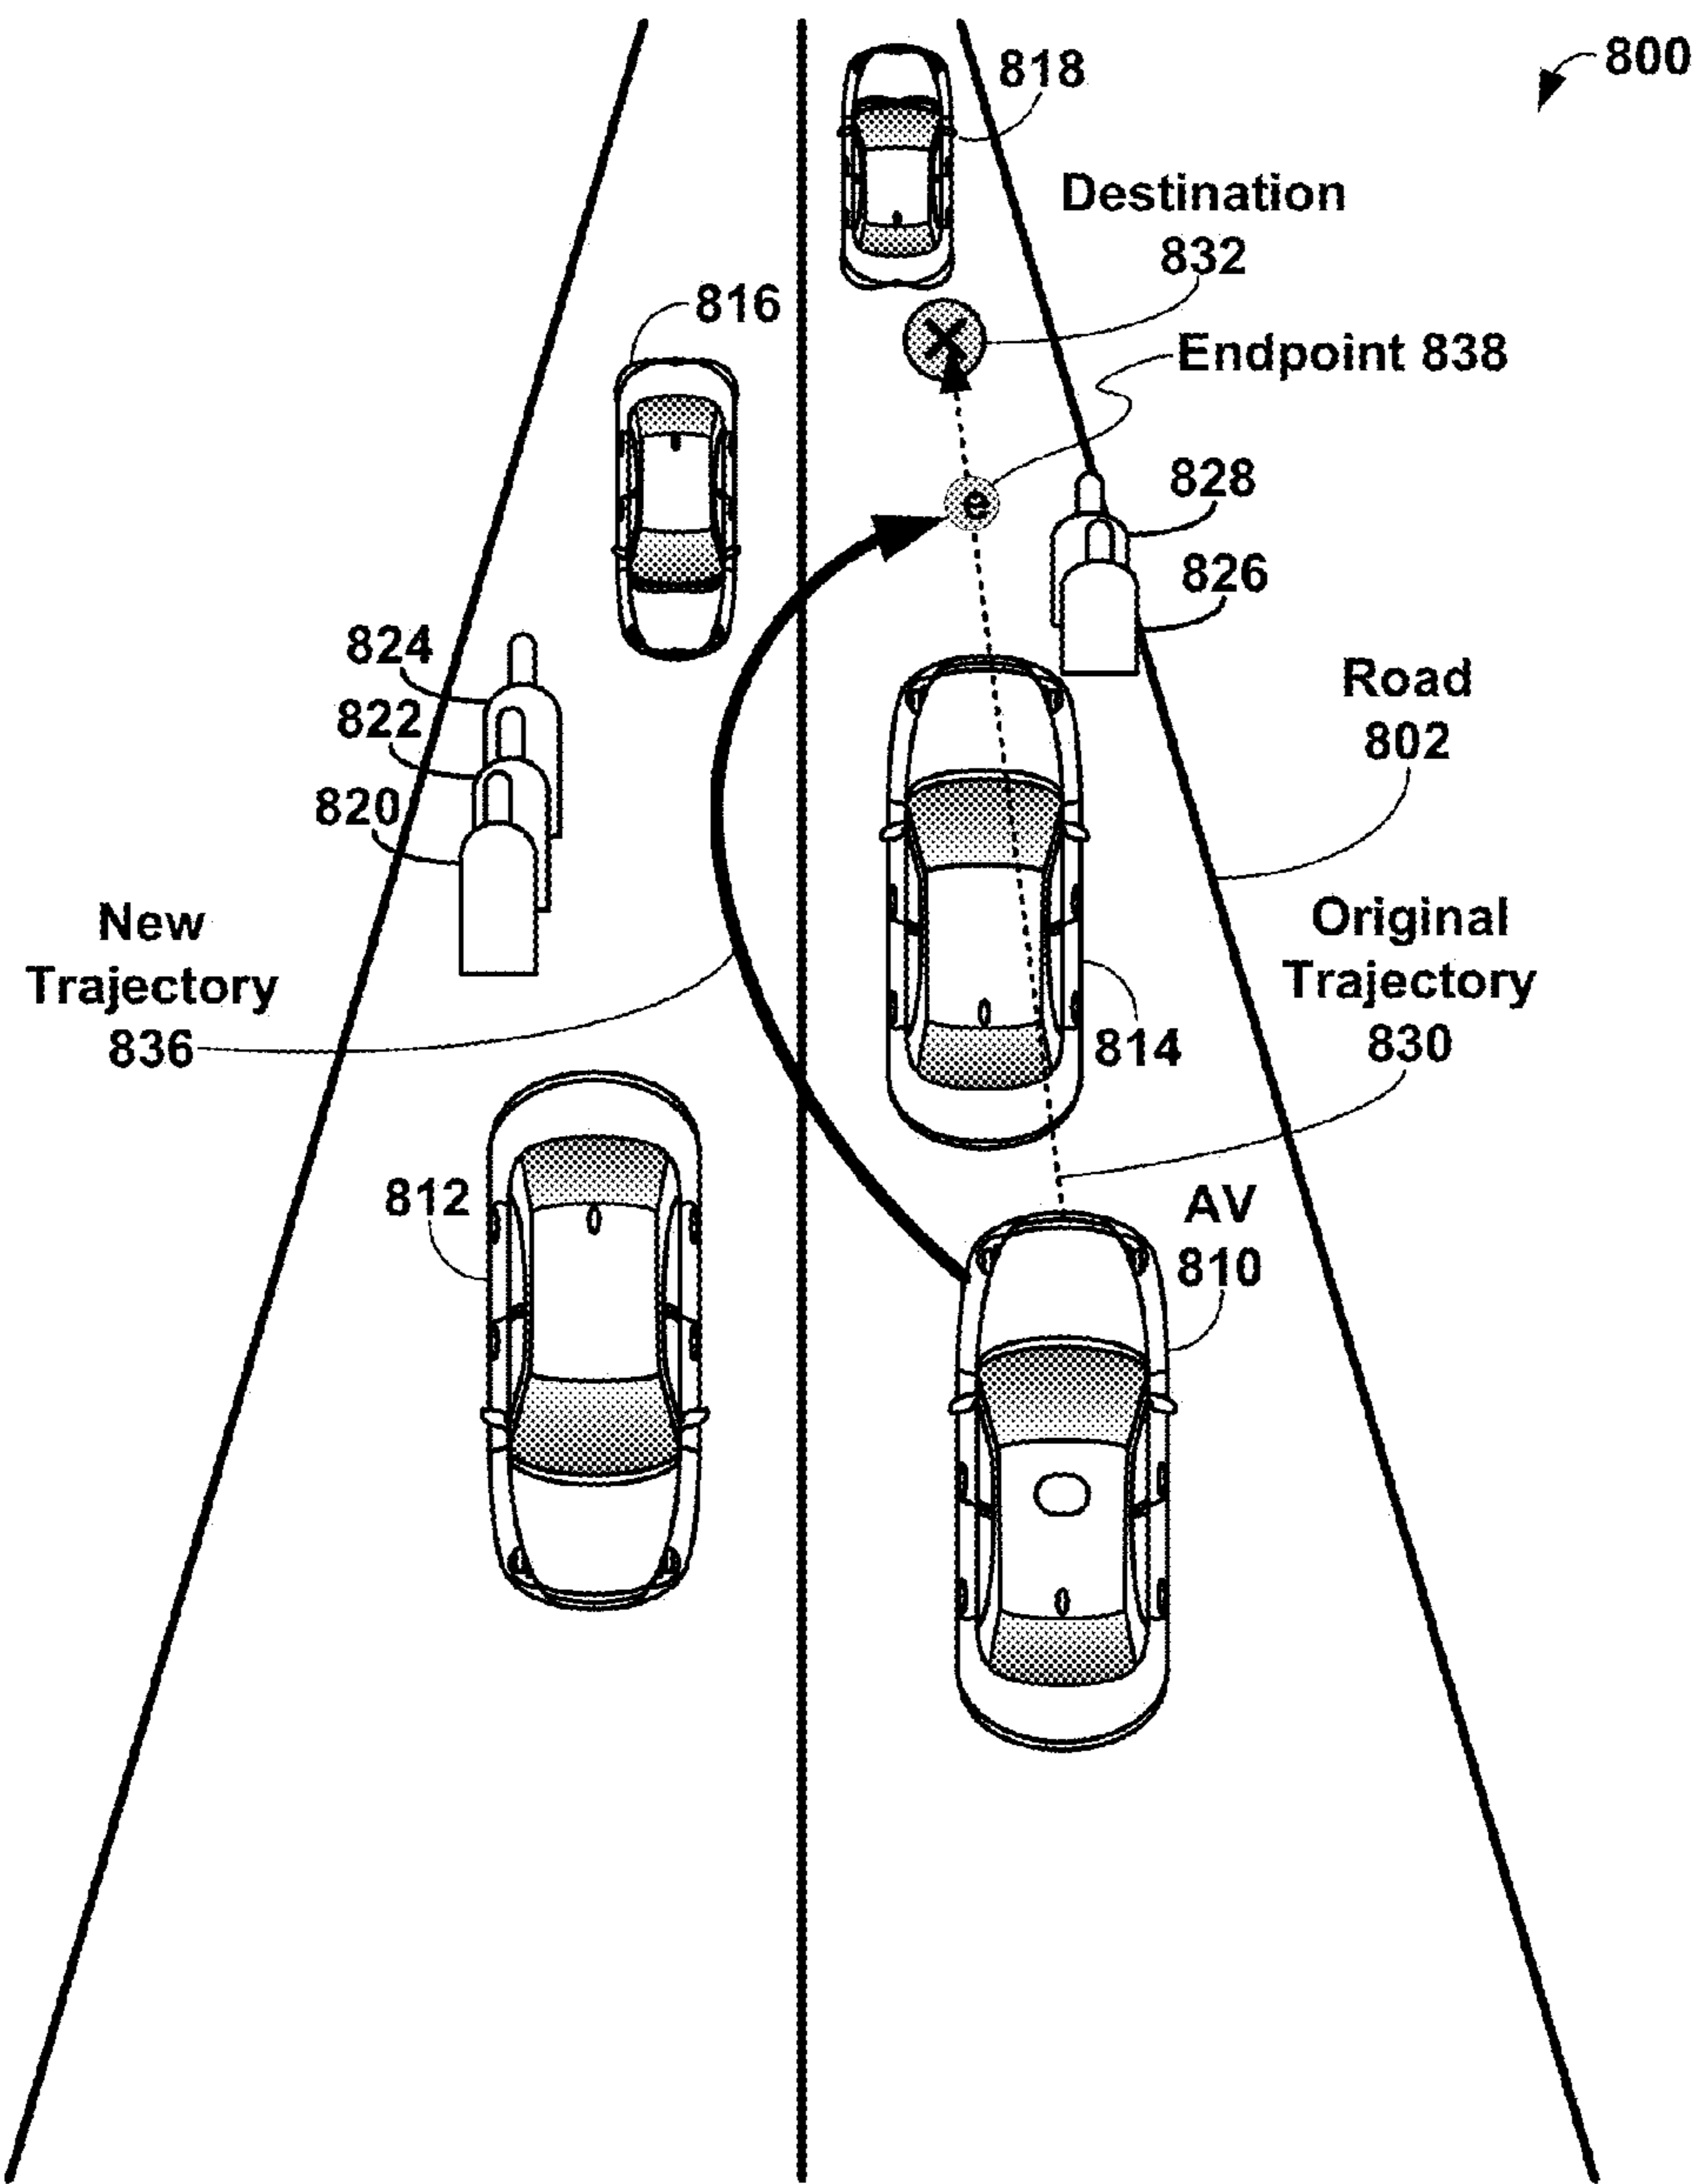 800
818
Destination
832
816
Endpoint 838
e
828
826
824
822
820
Road
802
New
Trajectory
836
Original
Trajectory
830
814
812
AV
810